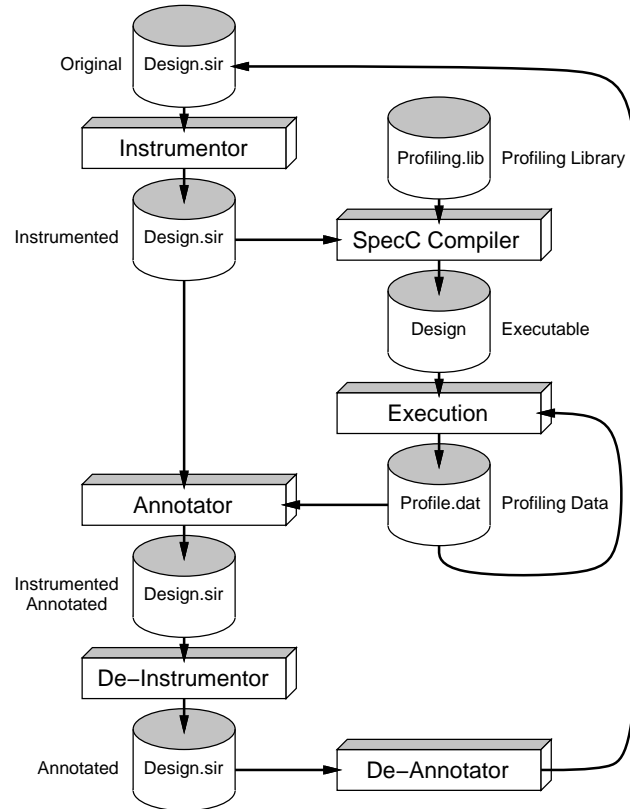 Original
Design.sir
Instrumentor
Profiling.lib
Profiling Library
Instrumented
Design.sir
SpecC Compiler
Design
Executable
Execution
Annotator
Profile.dat
Profiling Data
Instrumented
Annotated
Design.sir
De−Instrumentor
Annotated
Design.sir
De−Annotator